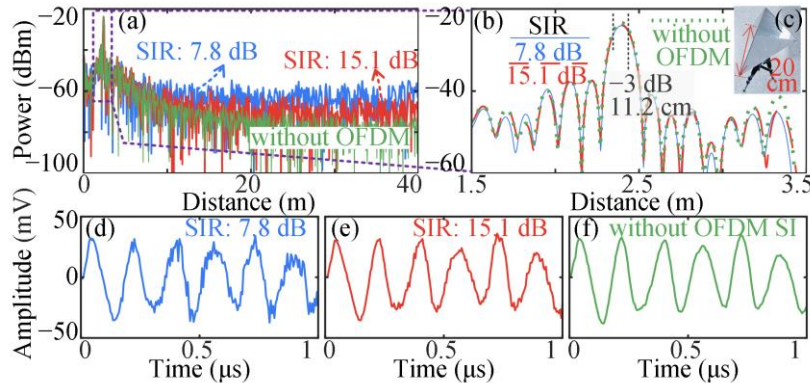 (a)
SIR: 7.8 dB
SIR: 15.1 dB
without OFDM
Power (dBm)
−20
−60
−100
0
20
40
Distance (m)
(b)
SIR
7.8 dB
15.1 dB
without
OFDM
−3 dB
11.2 cm
−20
−40
−60
1.5
2.5
3.5
Distance (m)
(c)
20
cm
(d)
SIR: 7.8 dB
Amplitude (mV)
50
0
−50
0
0.5
1
Time (μs)
(e)
SIR: 15.1 dB
0
0.5
1
Time (μs)
(f)
without OFDM SI
0
0.5
1
Time (μs)